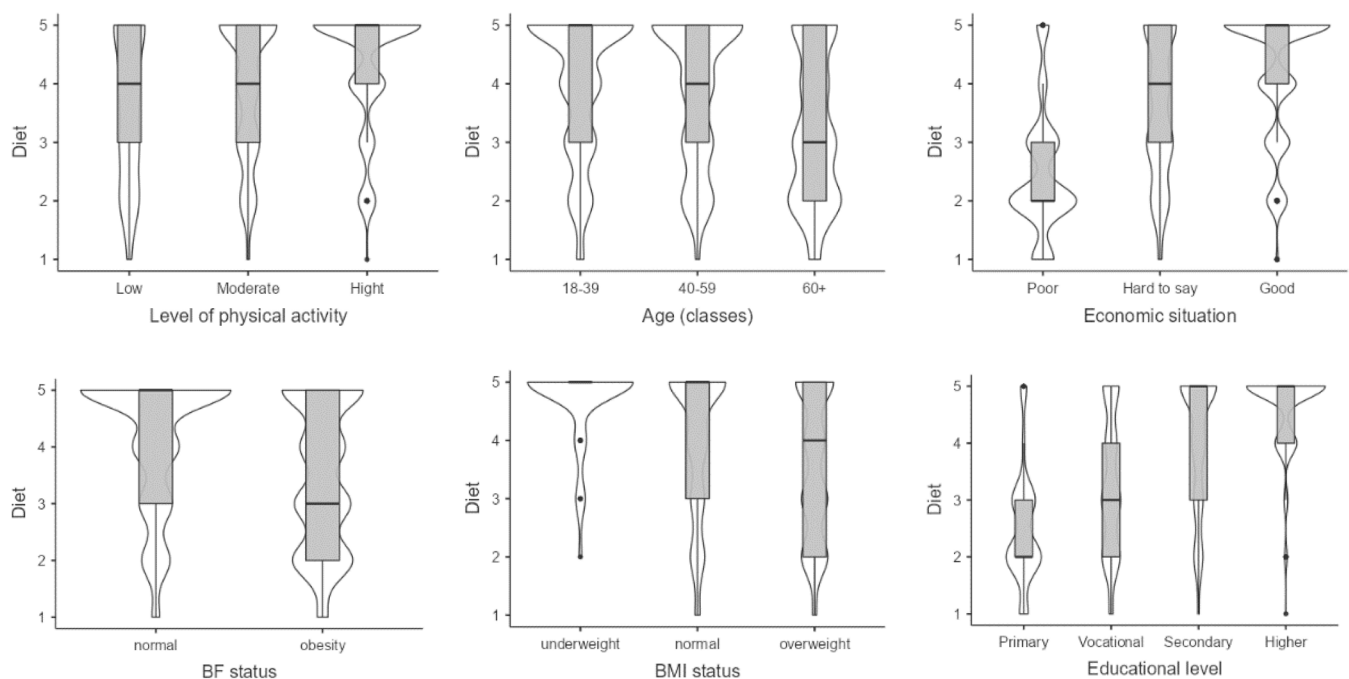 5
4
3
2
1
Diet
Low Moderate Hight
Level of physical activity
5
4
3
2
1
Diet
18-39 40-59 60+
Age (classes)
5
4
3
2
1
Diet
Poor Hard to say Good
Economic situation
5
4
3
2
1
Diet
normal obesity
BF status
5
4
3
2
1
Diet
underweight normal overweight
BMI status
5
4
3
2
1
Diet
Primary Vocational Secondary Higher
Educational level